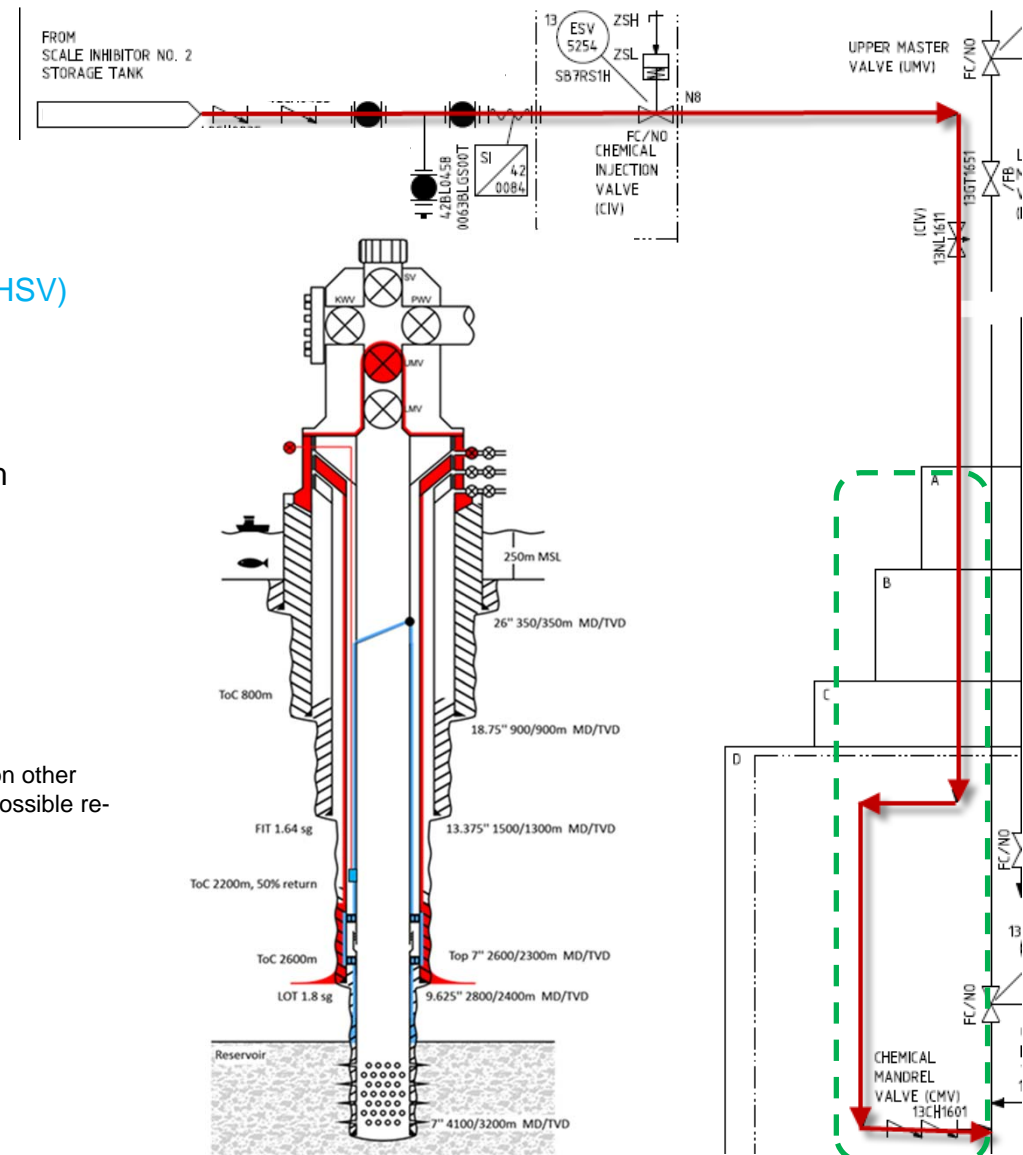 FROM
SCALE INHIBITOR NO. 2
STORAGE TANK
13
ESV
5254
ZSH
ZSL
SB7RS1H
N8
FC/NO
CHEMICAL
INJECTION
VALVE
(CIV)
SI
42
0084
42BL045B
0063BLGS00T
UPPER MASTER
VALVE (UMV)
FC/NO
13GT1651
/FB
L
M
V
(CIV)
13NL1611
HSV)
SV
KWV
PWV
UMV
LMV
n
250m MSL
26" 350/350m MD/TVD
ToC 800m
18.75" 900/900m MD/TVD
on other
ossible re-
FIT 1.64 sg
13.375" 1500/1300m MD/TVD
ToC 2200m, 50% return
ToC 2600m
Top 7" 2600/2300m MD/TVD
LOT 1.8 sg
9.625" 2800/2400m MD/TVD
Reservoir
7" 4100/3200m MD/TVD
A
B
C
D
FC/NO
13
FC/NO
CHEMICAL
MANDREL
VALVE (CMV)
13CH1601
1